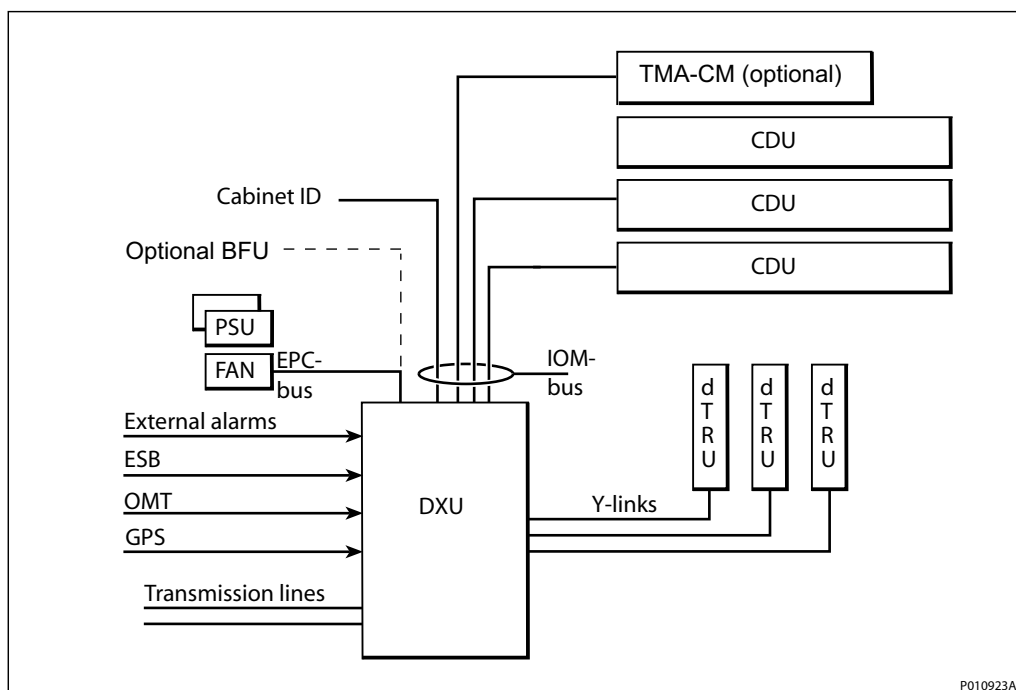 TMA-CM (optional)
CDU
Cabinet ID
CDU
Optional BFU
CDU
PSU
FAN
EPC-
bus
IOM-
bus
External alarms
ESB
OMT
GPS
DXU
Y-links
d
T
R
U
d
T
R
U
d
T
R
U
Transmission lines
P010923A